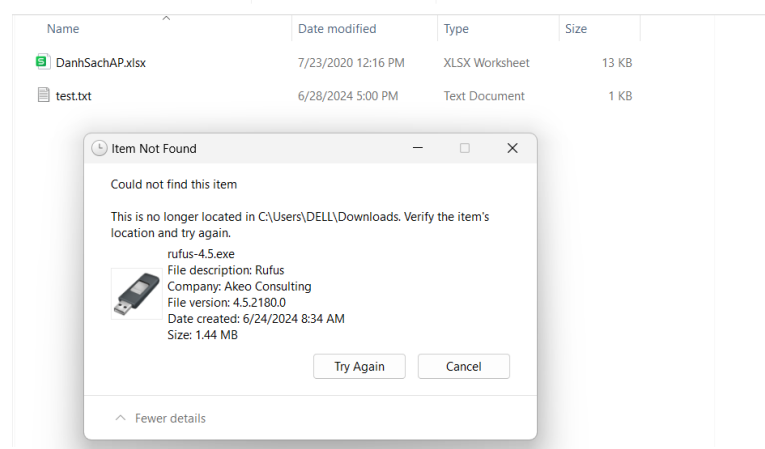 Name Date modified Type Size
DanhSachAP.xlsx 7/23/2020 12:16 PM XLSX Worksheet 13 KB
test.txt 6/28/2024 5:00 PM Text Document 1 KB
Item Not Found
Could not find this item
This is no longer located in C:\Users\DELL\Downloads. Verify the item's
location and try again.
rufus-4.5.exe
File description: Rufus
Company: Akeo Consulting
File version: 4.5.2180.0
Date created: 6/24/2024 8:34 AM
Size: 1.44 MB
Try Again Cancel
Fewer details